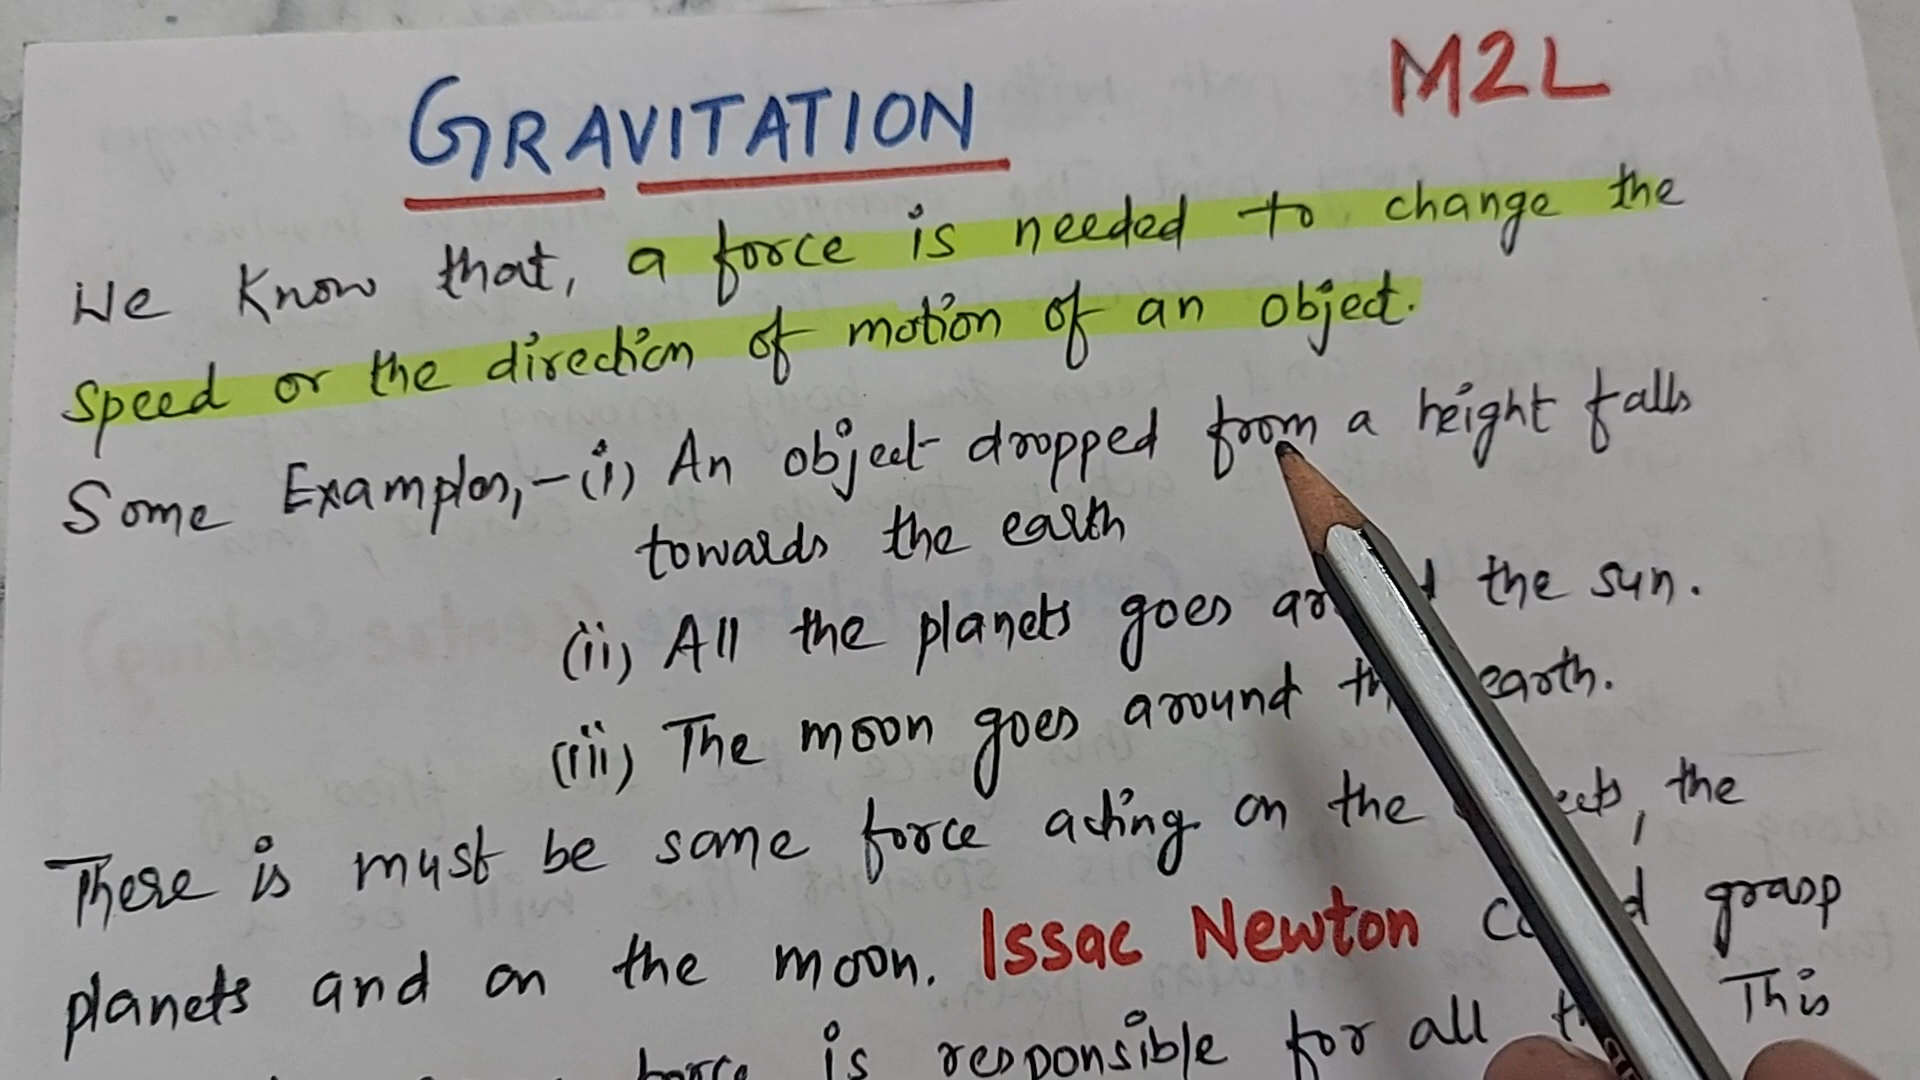 GRAVITATION M2L
We Know that, a force is needed to change the
speed or the direction of motion of an object.
Some Examples,-(i) An object dropped from a height falls
towards the earth
(ii) All the planets goes the sun.
(iii) The moon goes around earth.
There is must be some force acting on the the
planets and on the moon. Issac Newton grasp
force is responsible for all This